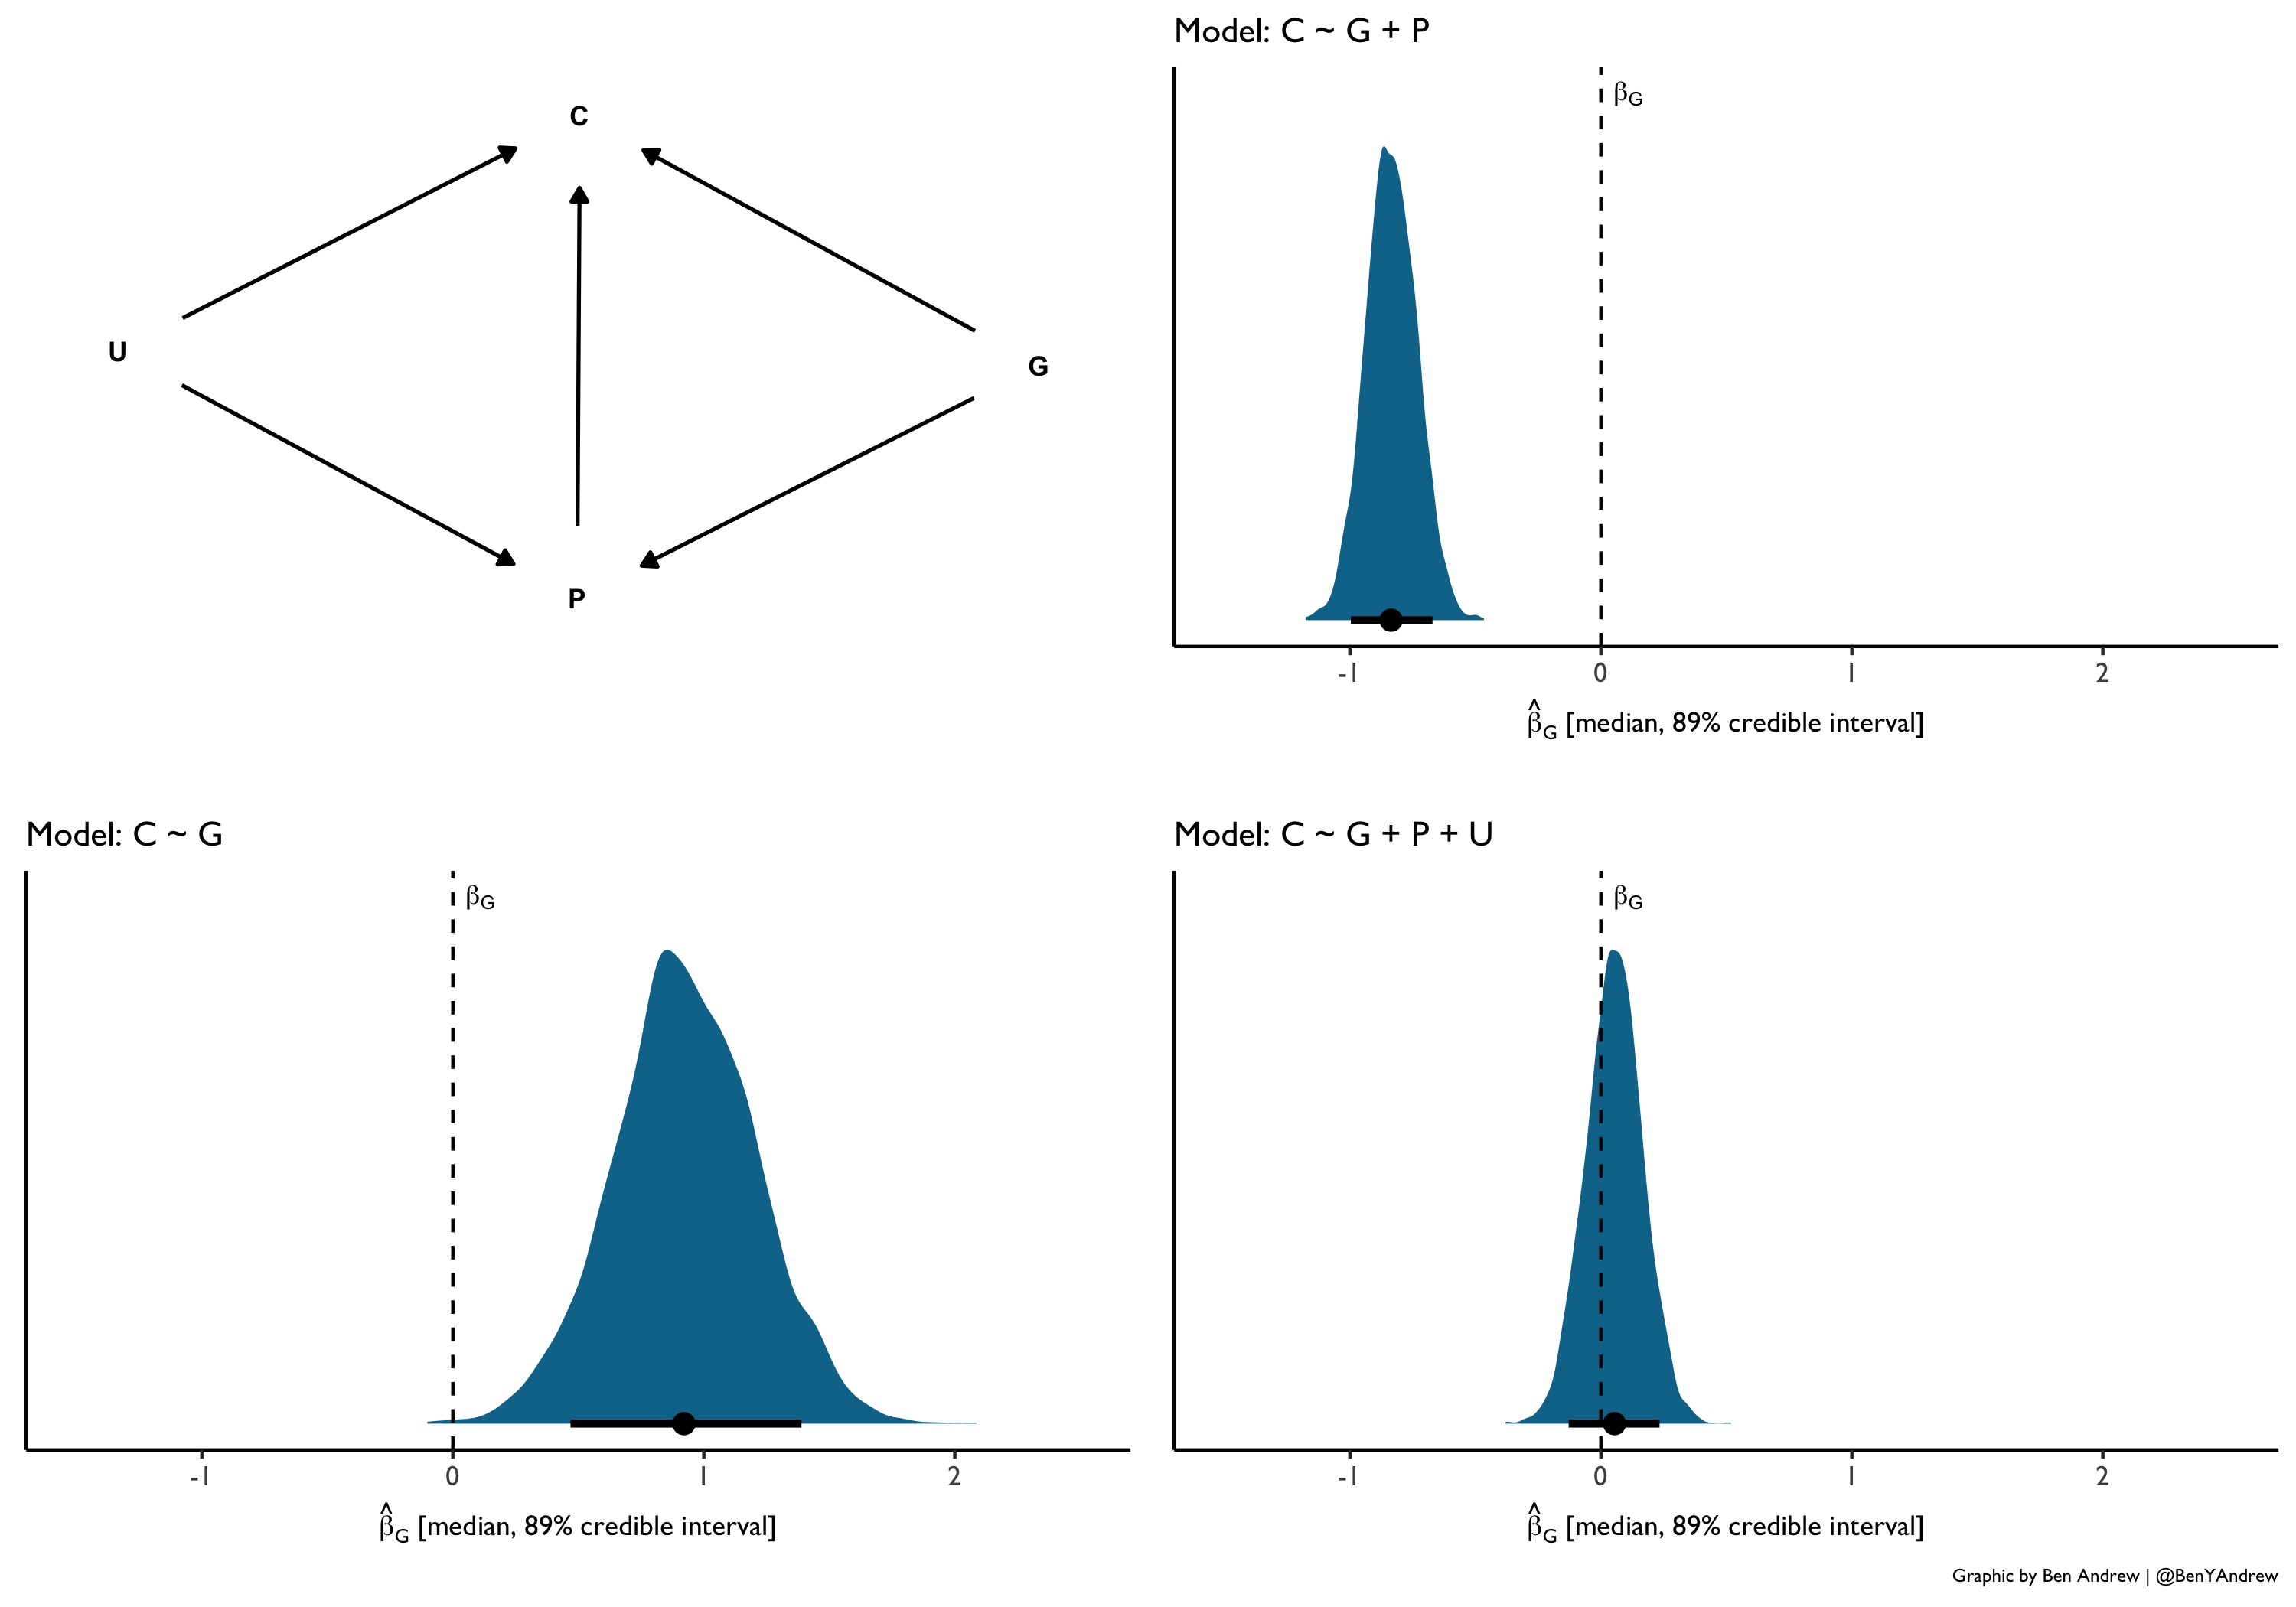 C
U
G
P
Model: C ~ G + P
βG
-1 0 1 2
β̂G [median, 89% credible interval]
Model: C ~ G
βG
-1 0 1 2
β̂G [median, 89% credible interval]
Model: C ~ G + P + U
βG
-1 0 1 2
β̂G [median, 89% credible interval]
Graphic by Ben Andrew | @BenYAndrew